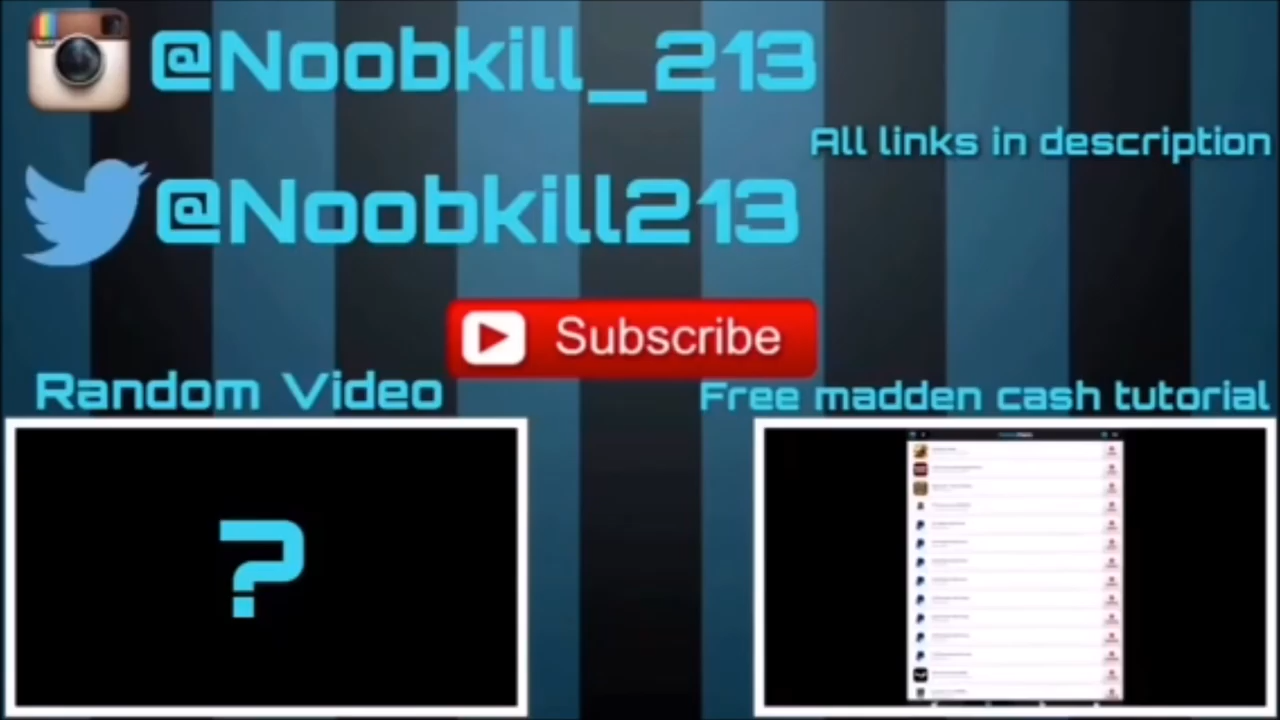 @Noobkill_213
All links in description
@Noobkill213
Subscribe
Random Video
Free madden cash tutorial
?